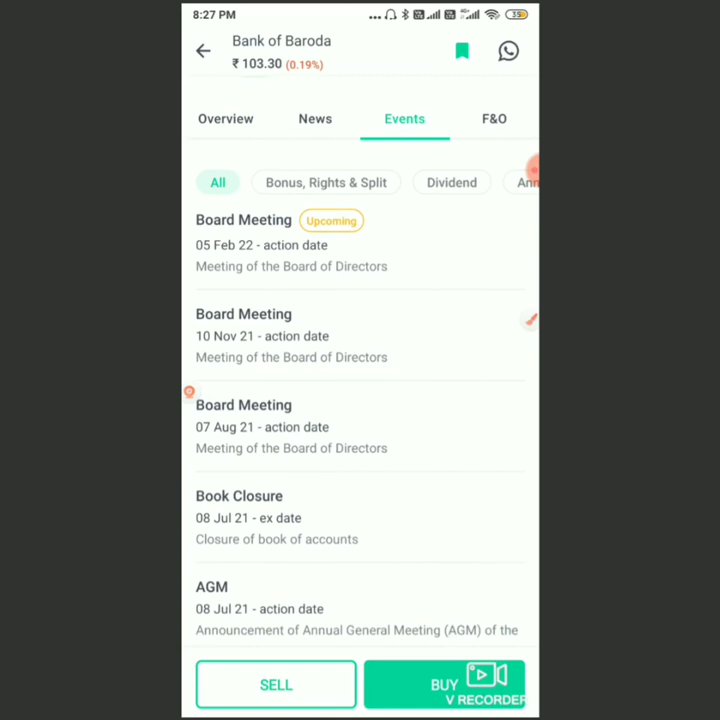 8:27 PM
35
Bank of Baroda
₹ 103.30 (0.19%)
Overview News Events F&O
All Bonus, Rights & Split Dividend Ann
Board Meeting Upcoming
05 Feb 22 - action date
Meeting of the Board of Directors
Board Meeting
10 Nov 21 - action date
Meeting of the Board of Directors
Board Meeting
07 Aug 21 - action date
Meeting of the Board of Directors
Book Closure
08 Jul 21 - ex date
Closure of book of accounts
AGM
08 Jul 21 - action date
Announcement of Annual General Meeting (AGM) of the
SELL BUY
V RECORDER